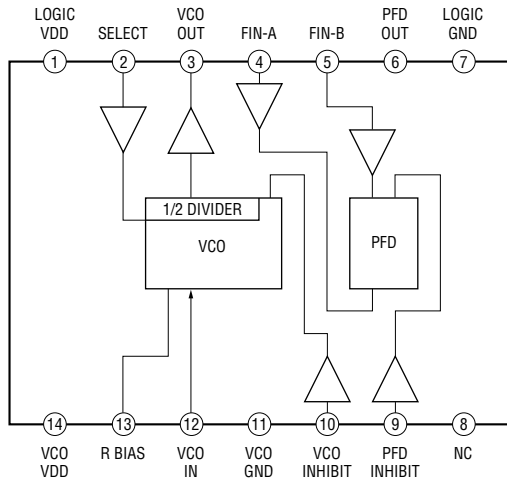 LOGIC
VDD
SELECT
VCO
OUT
FIN-A
FIN-B
PFD
OUT
LOGIC
GND
1
2
3
4
5
6
7
1/2 DIVIDER
VCO
PFD
14
13
12
11
10
9
8
VCO
VDD
R BIAS
VCO
IN
VCO
GND
VCO
INHIBIT
PFD
INHIBIT
NC